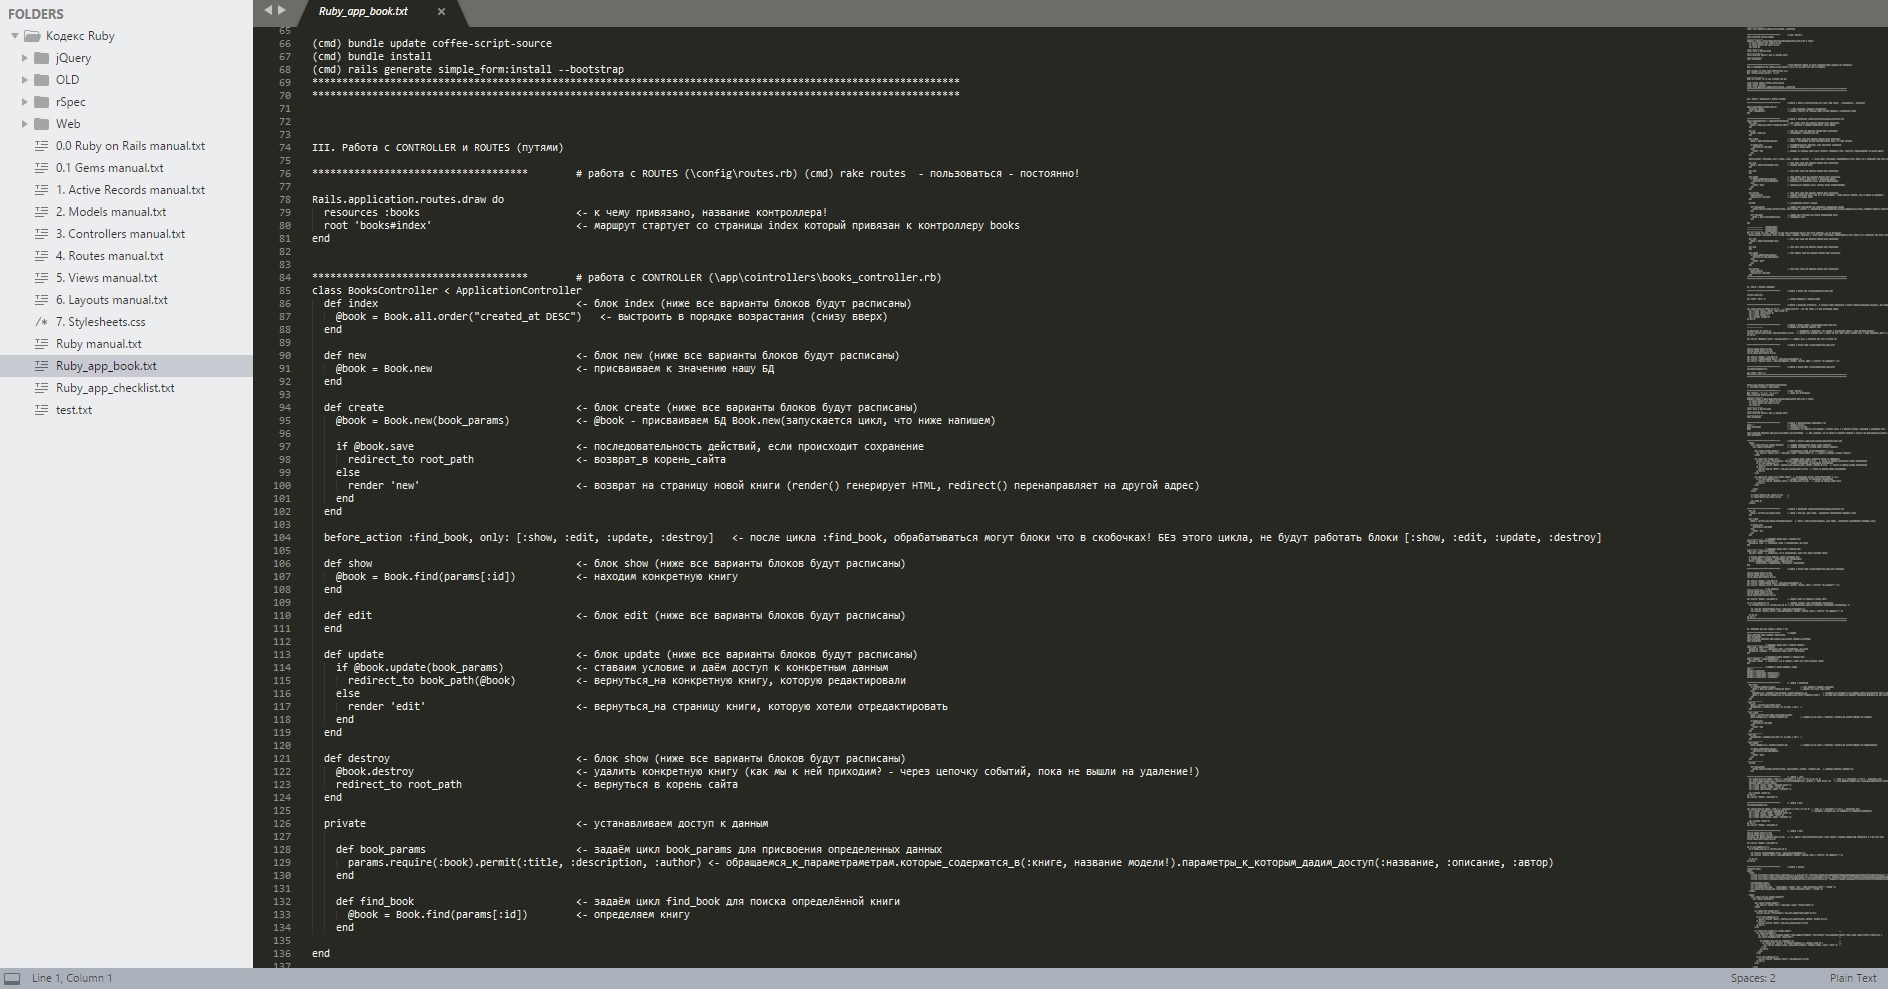 FOLDERS
Кодекс Ruby
jQuery
OLD
rSpec
Web
0.0 Ruby on Rails manual.txt
0.1 Gems manual.txt
1. Active Records manual.txt
2. Models manual.txt
3. Controllers manual.txt
4. Routes manual.txt
5. Views manual.txt
6. Layouts manual.txt
/* 7. Stylesheets.css
Ruby manual.txt
Ruby_app_book.txt
Ruby_app_checklist.txt
test.txt
Ruby_app_book.txt ×
65
66 (cmd) bundle update coffee-script-source
67 (cmd) bundle install
68 (cmd) rails generate simple_form:install --bootstrap
69 ************************************************************************************************************
70 ************************************************************************************************************
71
72
73
74 III. Работа с CONTROLLER и ROUTES (путями)
75
76 ************************************ # работа с ROUTES (\config\routes.rb) (cmd) rake routes - пользоваться - постоянно!
77
78 Rails.application.routes.draw do
79 resources :books <- к чему привязано, название контроллера!
80 root 'books#index' <- маршрут стартует со страницы index который привязан к контроллеру books
81 end
82
83
84 ************************************ # работа с CONTROLLER (\app\cointrollers\books_controller.rb)
85 class BooksController < ApplicationController
86 def index <- блок index (ниже все варианты блоков будут расписаны)
87 @book = Book.all.order("created_at DESC") <- выстроить в порядке возрастания (снизу вверх)
88 end
89
90 def new <- блок new (ниже все варианты блоков будут расписаны)
91 @book = Book.new <- присваиваем к значению нашу БД
92 end
93
94 def create <- блок create (ниже все варианты блоков будут расписаны)
95 @book = Book.new(book_params) <- @book - присваиваем БД Book.new(запускается цикл, что ниже напишем)
96
97 if @book.save <- последовательность действий, если происходит сохранение
98 redirect_to root_path <- возврат_в корень_сайта
99 else
100 render 'new' <- возврат на страницу новой книги (render() генерирует HTML, redirect() перенаправляет на другой адрес)
101 end
102 end
103
104 before_action :find_book, only: [:show, :edit, :update, :destroy] <- после цикла :find_book, обрабатываться могут блоки что в скобочках! БЕЗ этого цикла, не будут работать блоки [:show, :edit, :update, :destroy]
105
106 def show <- блок show (ниже все варианты блоков будут расписаны)
107 @book = Book.find(params[:id]) <- находим конкретную книгу
108 end
109
110 def edit <- блок edit (ниже все варианты блоков будут расписаны)
111 end
112
113 def update <- блок update (ниже все варианты блоков будут расписаны)
114 if @book.update(book_params) <- ставаим условие и даём доступ к конкретным данным
115 redirect_to book_path(@book) <- вернуться_на конкретную книгу, которую редактировали
116 else
117 render 'edit' <- вернуться_на страницу книги, которую хотели отредактировать
118 end
119 end
120
121 def destroy <- блок show (ниже все варианты блоков будут расписаны)
122 @book.destroy <- удалить конкретную книгу (как мы к ней приходим? - через цепочку событий, пока не вышли на удаление!)
123 redirect_to root_path <- вернуться в корень сайта
124 end
125
126 private <- устанавливаем доступ к данным
127
128 def book_params <- задаём цикл book_params для присвоения определенных данных
129 params.require(:book).permit(:title, :description, :author) <- обращаемся_к_параметраметрам.которые_содержатся_в(:книге, название модели!).параметры_к_которым_дадим_доступ(:название, :описание, :автор)
130 end
131
132 def find_book <- задаём цикл find_book для поиска определённой книги
133 @book = Book.find(params[:id]) <- определяем книгу
134 end
135
136 end
137
Line 1, Column 1
Spaces: 2
Plain Text